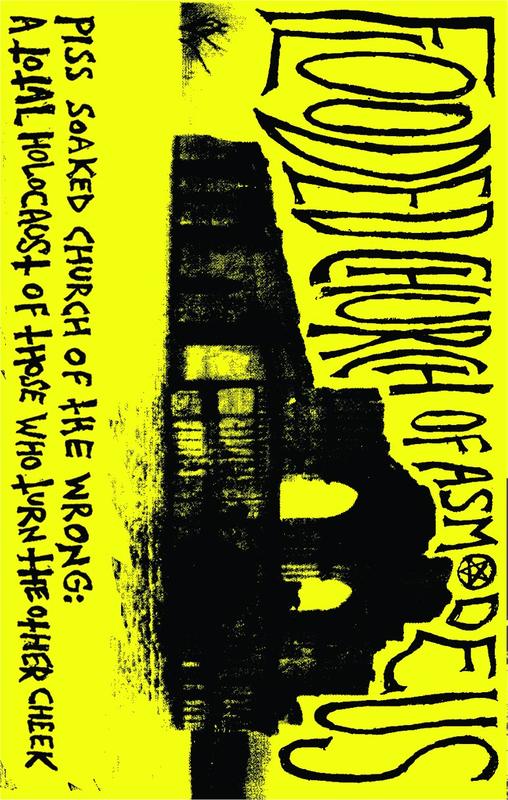 FLOODED CHURCH OF ASMODEUS
PISS SOAKED CHURCH OF THE WRONG:
A TOTAL HOLOCAUST OF THOSE WHO TURN THE OTHER CHEEK